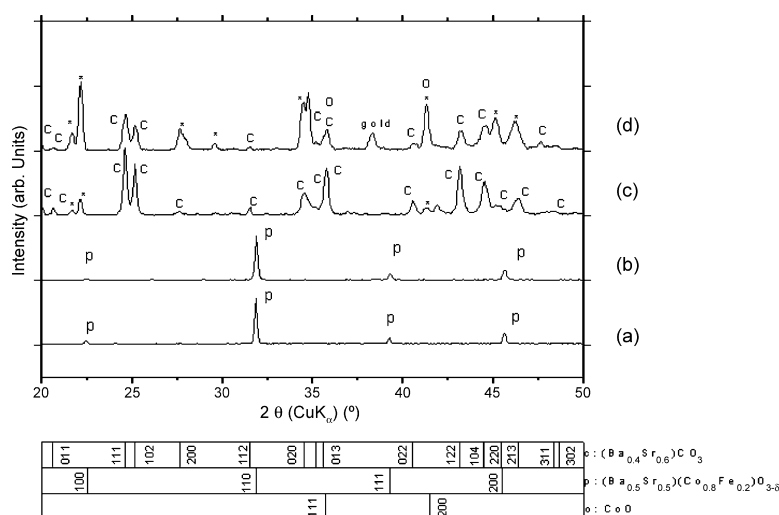 Intensity (arb. Units)
C C * * C C * * C * C O C gold C O * C C * * C (d)
C C * * C C C C C C C * C C C C C (c)
p p p p (b)
p p p p (a)
20 25 30 35 40 45 50
2 θ (CuKα) (º)
011 111 102 200 112 020 013 022 122 104 220 213 311 302 c:(Ba0.4Sr0.6)CO3
100 110 111 200 p:(Ba0.5Sr0.5)(Co0.8Fe0.2)O3-δ
111 200 o:CoO